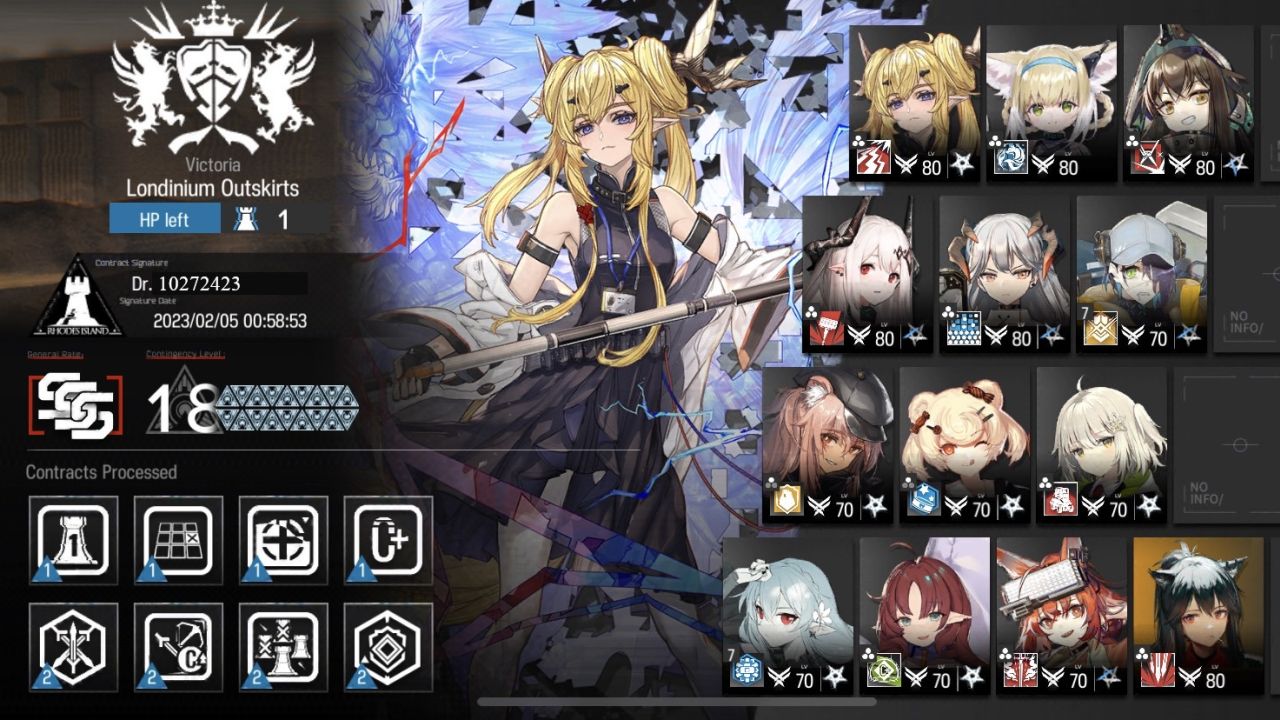 Victoria
Londinium Outskirts
HP left 1
Contract Signature
Dr. 10272423
Signature Date
2023/02/05 00:58:53
RHODES ISLAND
General Rate:
Contingency Level:
18
Contracts Processed
1
1
1
1
2
2
2
2
LV 80
LV 80
LV 80
LV 80
LV 80
7 LV 70
NO
INFO/
LV 70
LV 70
LV 70
NO
INFO/
7 LV 70
LV 70
LV 70
LV 80